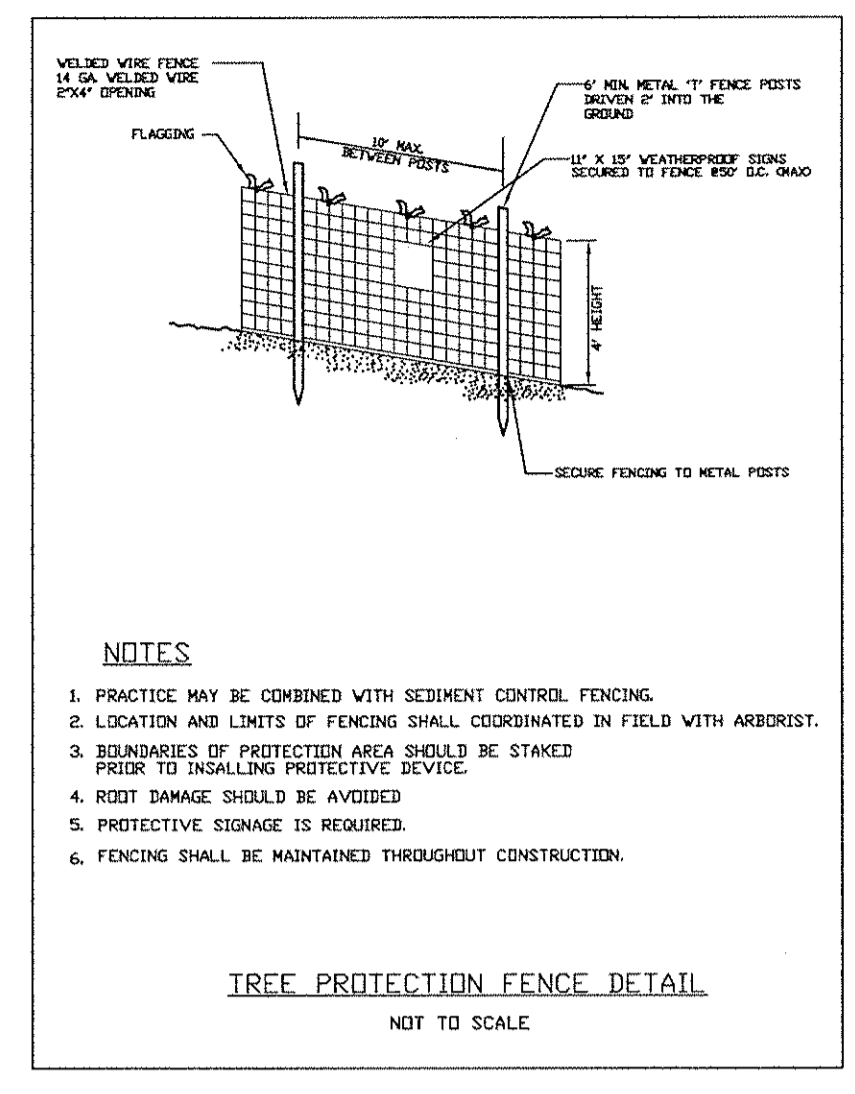 WELDED WIRE FENCE
14 GA. WELDED WIRE
2"X4" OPENING
FLAGGING
10' MAX.
BETWEEN POSTS
6' MIN. METAL 'T' FENCE POSTS
DRIVEN 2' INTO THE
GROUND
11" X 15" WEATHERPROOF SIGNS
SECURED TO FENCE @50' O.C. (MAX)
4' HEIGHT
SECURE FENCING TO METAL POSTS
NOTES
1. PRACTICE MAY BE COMBINED WITH SEDIMENT CONTROL FENCING.
2. LOCATION AND LIMITS OF FENCING SHALL COORDINATED IN FIELD WITH ARBORIST.
3. BOUNDARIES OF PROTECTION AREA SHOULD BE STAKED
PRIOR TO INSALLING PROTECTIVE DEVICE.
4. ROOT DAMAGE SHOULD BE AVOIDED
5. PROTECTIVE SIGNAGE IS REQUIRED.
6. FENCING SHALL BE MAINTAINED THROUGHOUT CONSTRUCTION.
TREE PROTECTION FENCE DETAIL
NOT TO SCALE